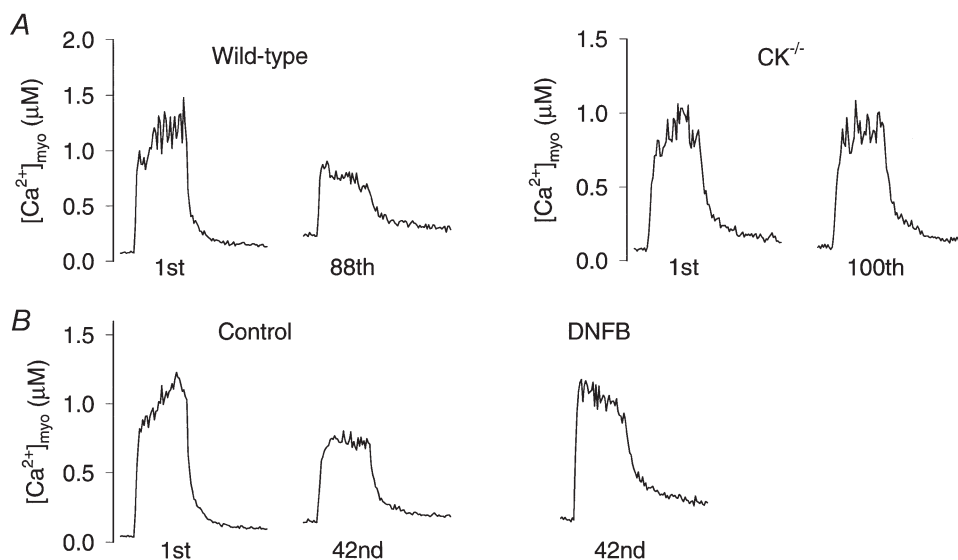 A
Wild-type
CK-/-
[Ca2+]myo (µM)
2.0
1.5
1.0
0.5
0.0
1st
88th
[Ca2+]myo (µM)
1.5
1.0
0.5
0.0
1st
100th
B
Control
DNFB
[Ca2+]myo (µM)
1.5
1.0
0.5
0.0
1st
42nd
42nd